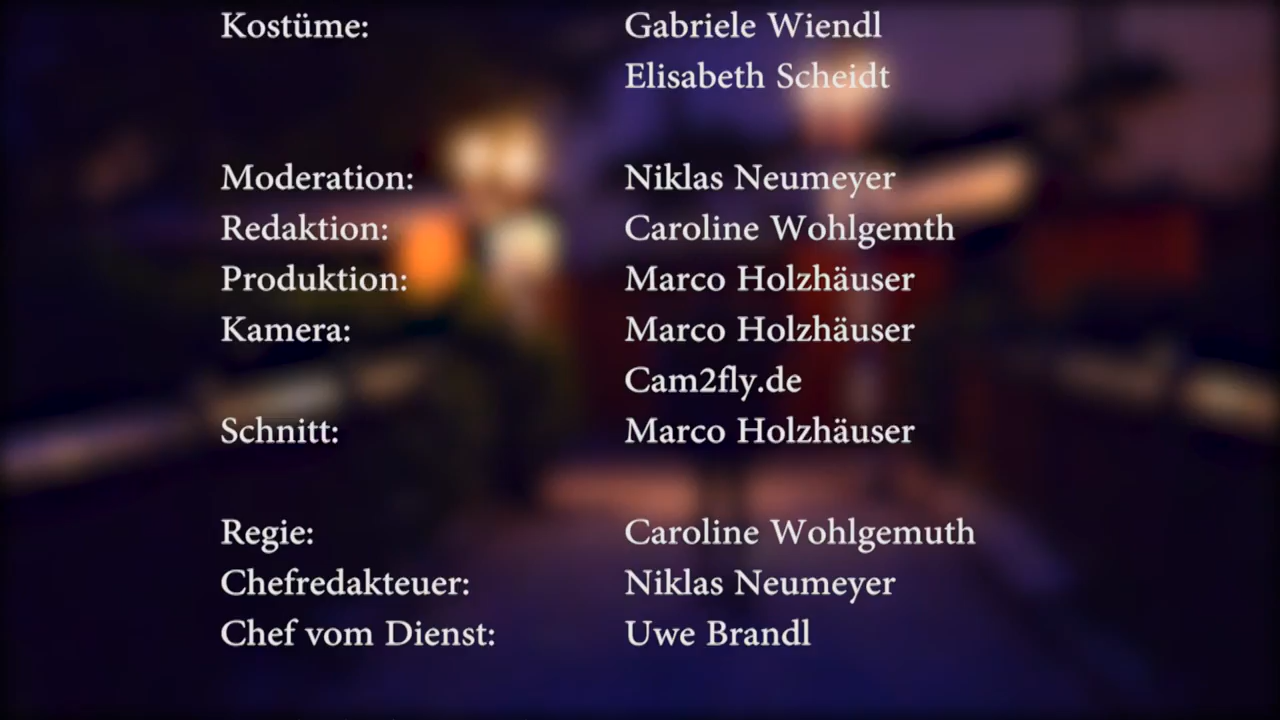 Kostüme: Gabriele Wiendl
Elisabeth Scheidt
Moderation: Niklas Neumeyer
Redaktion: Caroline Wohlgemth
Produktion: Marco Holzhäuser
Kamera: Marco Holzhäuser
Cam2fly.de
Schnitt: Marco Holzhäuser
Regie: Caroline Wohlgemuth
Chefredakteuer: Niklas Neumeyer
Chef vom Dienst: Uwe Brandl